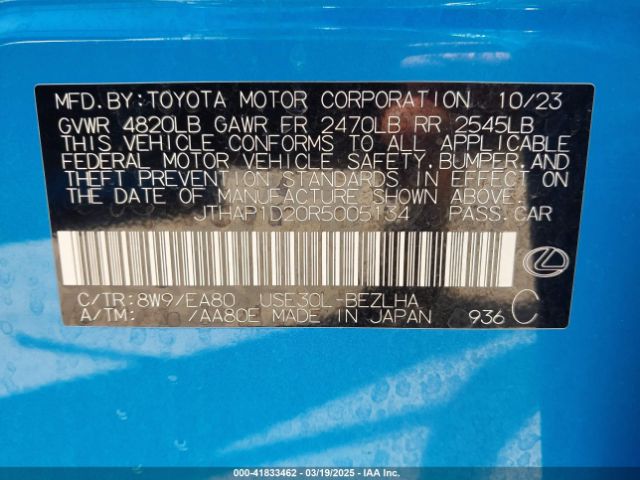 MFD.BY:TOYOTA MOTOR CORPORATION 10/23
GVWR 4820LB GAWR FR 2470LB RR 2545LB
THIS VEHICLE CONFORMS TO ALL APPLICABLE
FEDERAL MOTOR VEHICLE SAFETY,BUMPER,AND
THEFT PREVENTION STANDARDS IN EFFECT ON
THE DATE OF MANUFACTURE SHOWN ABOVE.
JTHAP1D20R5005134 PASS.CAR
C/TR:8W9/EA80 USE30L-BEZLHA C
A/TM: /AA80E MADE IN JAPAN 936
000-41833462 - 03/19/2025 - IAA Inc.